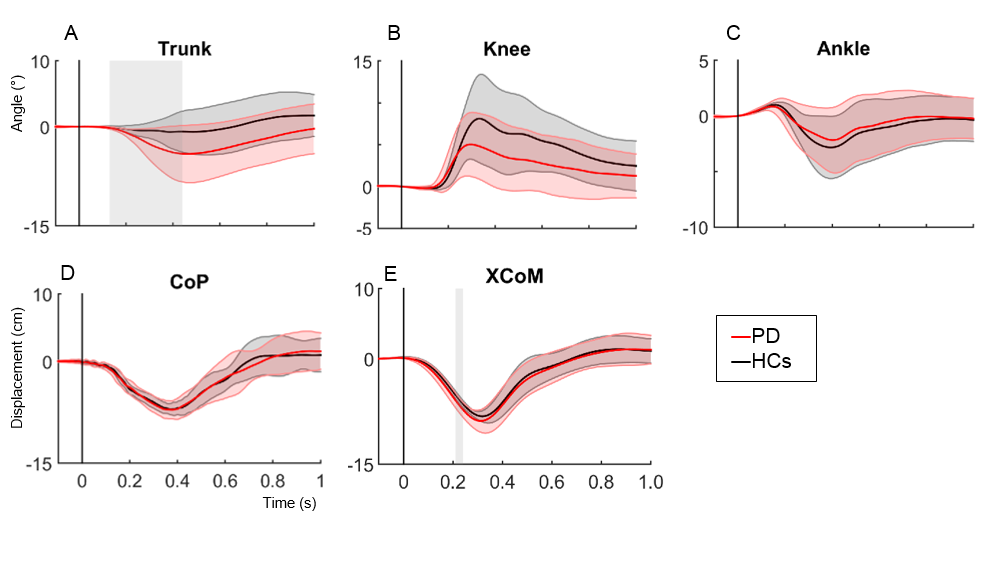 A
B
C
Trunk
Knee
Ankle
Angle (°)
10
0
-15
15
0
-5
5
0
-10
D
E
CoP
XCoM
Displacement (cm)
10
0
-15
0 0.2 0.4 0.6 0.8 1
Time (s)
10
0
-15
0 0.2 0.4 0.6 0.8 1.0
PD
HCs